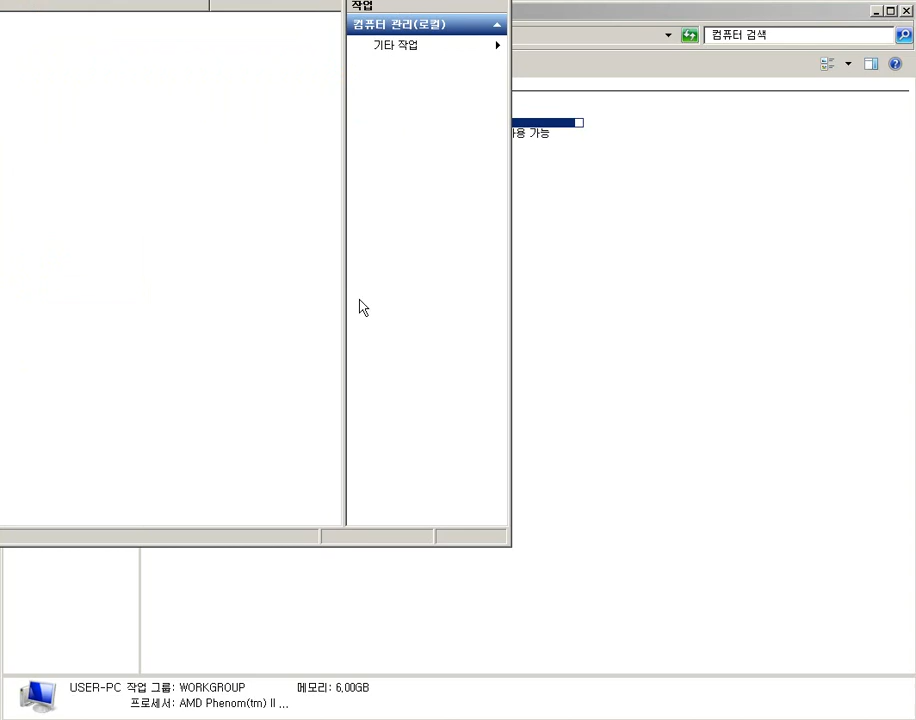 작업
컴퓨터 관리(로컬)
기타 작업
컴퓨터 검색
사용 가능
USER-PC 작업 그룹: WORKGROUP 메모리: 6,00GB
프로세서: AMD Phenom(tm) II ...